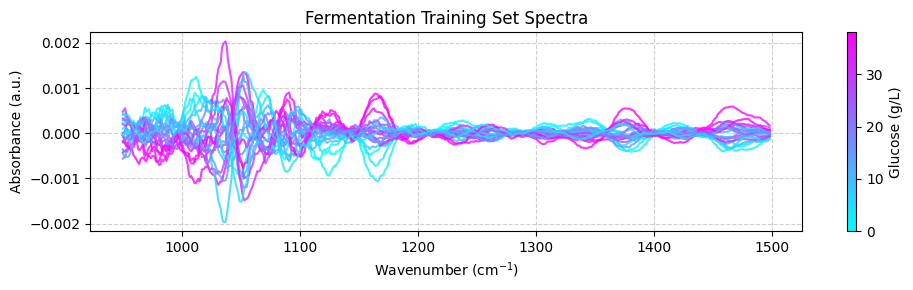 Fermentation Training Set Spectra
Absorbance (a.u.)
0.002
0.001
0.000
−0.001
−0.002
1000 1100 1200 1300 1400 1500
Wavenumber (cm⁻¹)
30
20
10
0
Glucose (g/L)